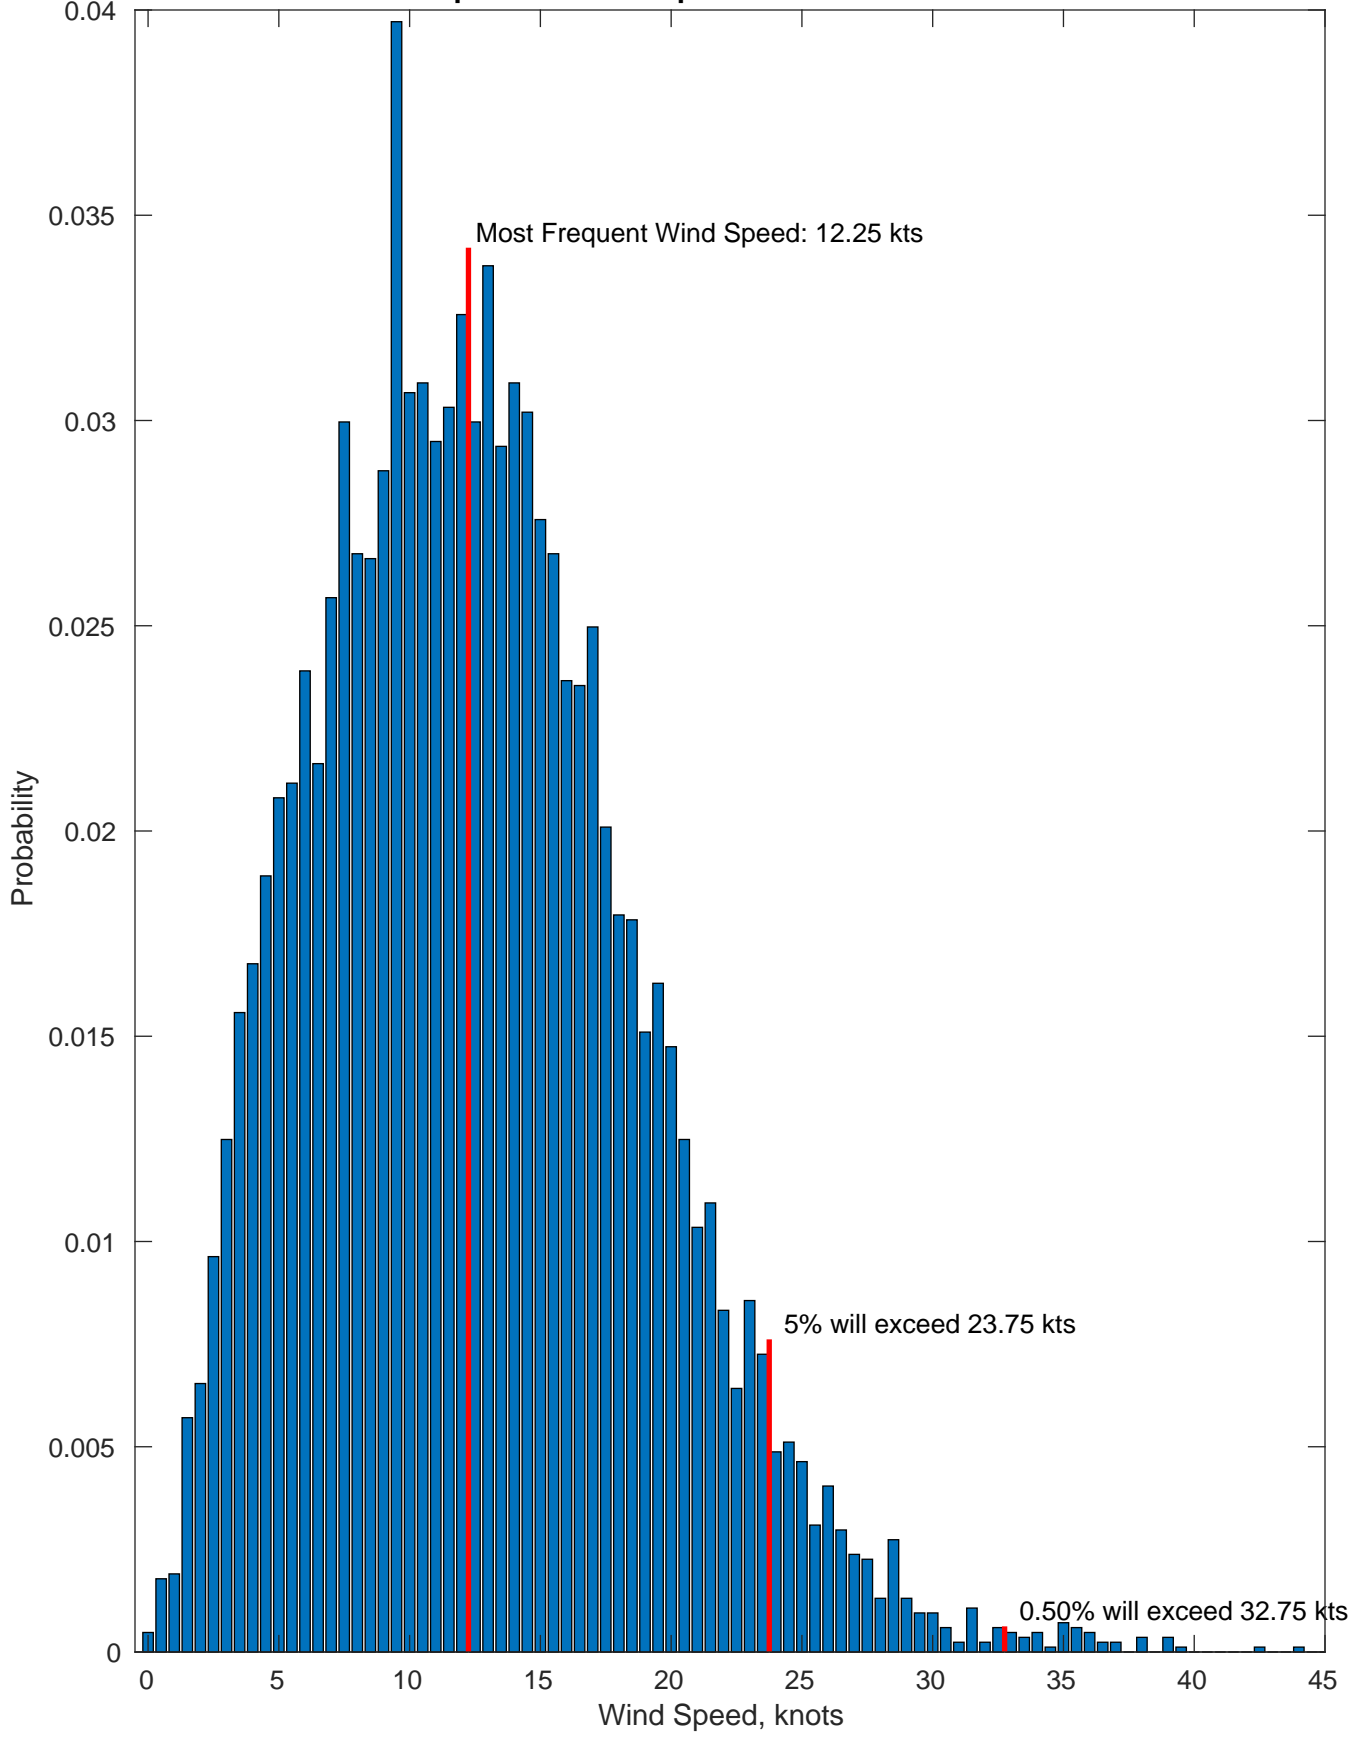 0.04
0.035
0.03
0.025
0.02
0.015
0.01
0.005
0
Probability
Most Frequent Wind Speed: 12.25 kts
5% will exceed 23.75 kts
0.50% will exceed 32.75 kts
0 5 10 15 20 25 30 35 40 45
Wind Speed, knots